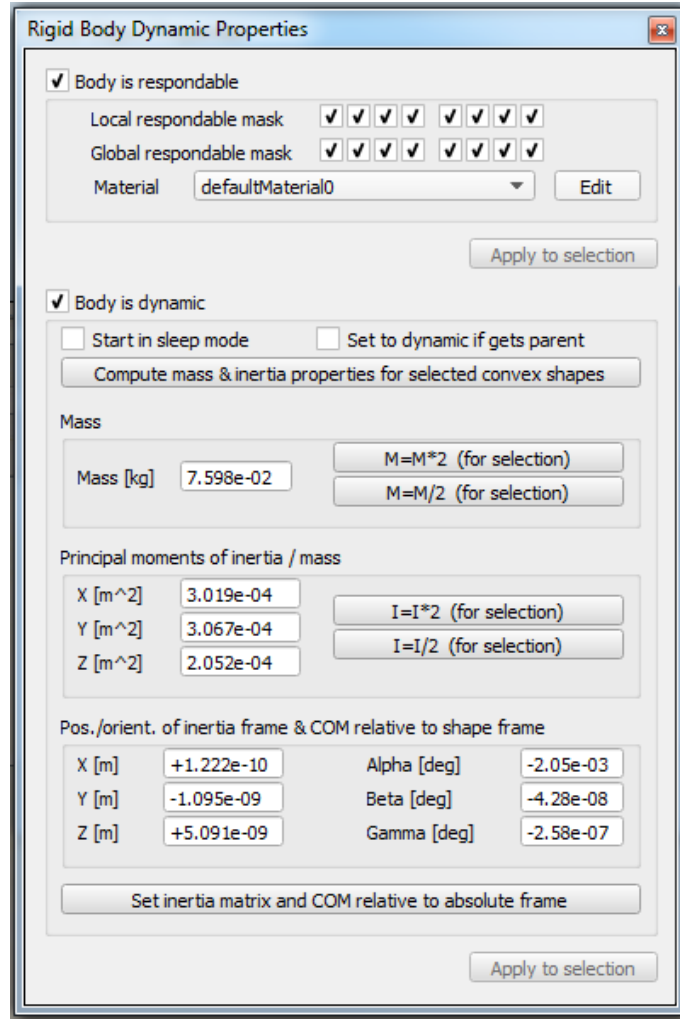 Rigid Body Dynamic Properties
Body is respondable
Local respondable mask
Global respondable mask
Material defaultMaterial0 Edit
Apply to selection
Body is dynamic
Start in sleep mode Set to dynamic if gets parent
Compute mass & inertia properties for selected convex shapes
Mass
Mass [kg] 7.598e-02 M=M*2 (for selection)
M=M/2 (for selection)
Principal moments of inertia / mass
X [m^2] 3.019e-04 I=I*2 (for selection)
Y [m^2] 3.067e-04 I=I/2 (for selection)
Z [m^2] 2.052e-04
Pos./orient. of inertia frame & COM relative to shape frame
X [m] +1.222e-10 Alpha [deg] -2.05e-03
Y [m] -1.095e-09 Beta [deg] -4.28e-08
Z [m] +5.091e-09 Gamma [deg] -2.58e-07
Set inertia matrix and COM relative to absolute frame
Apply to selection